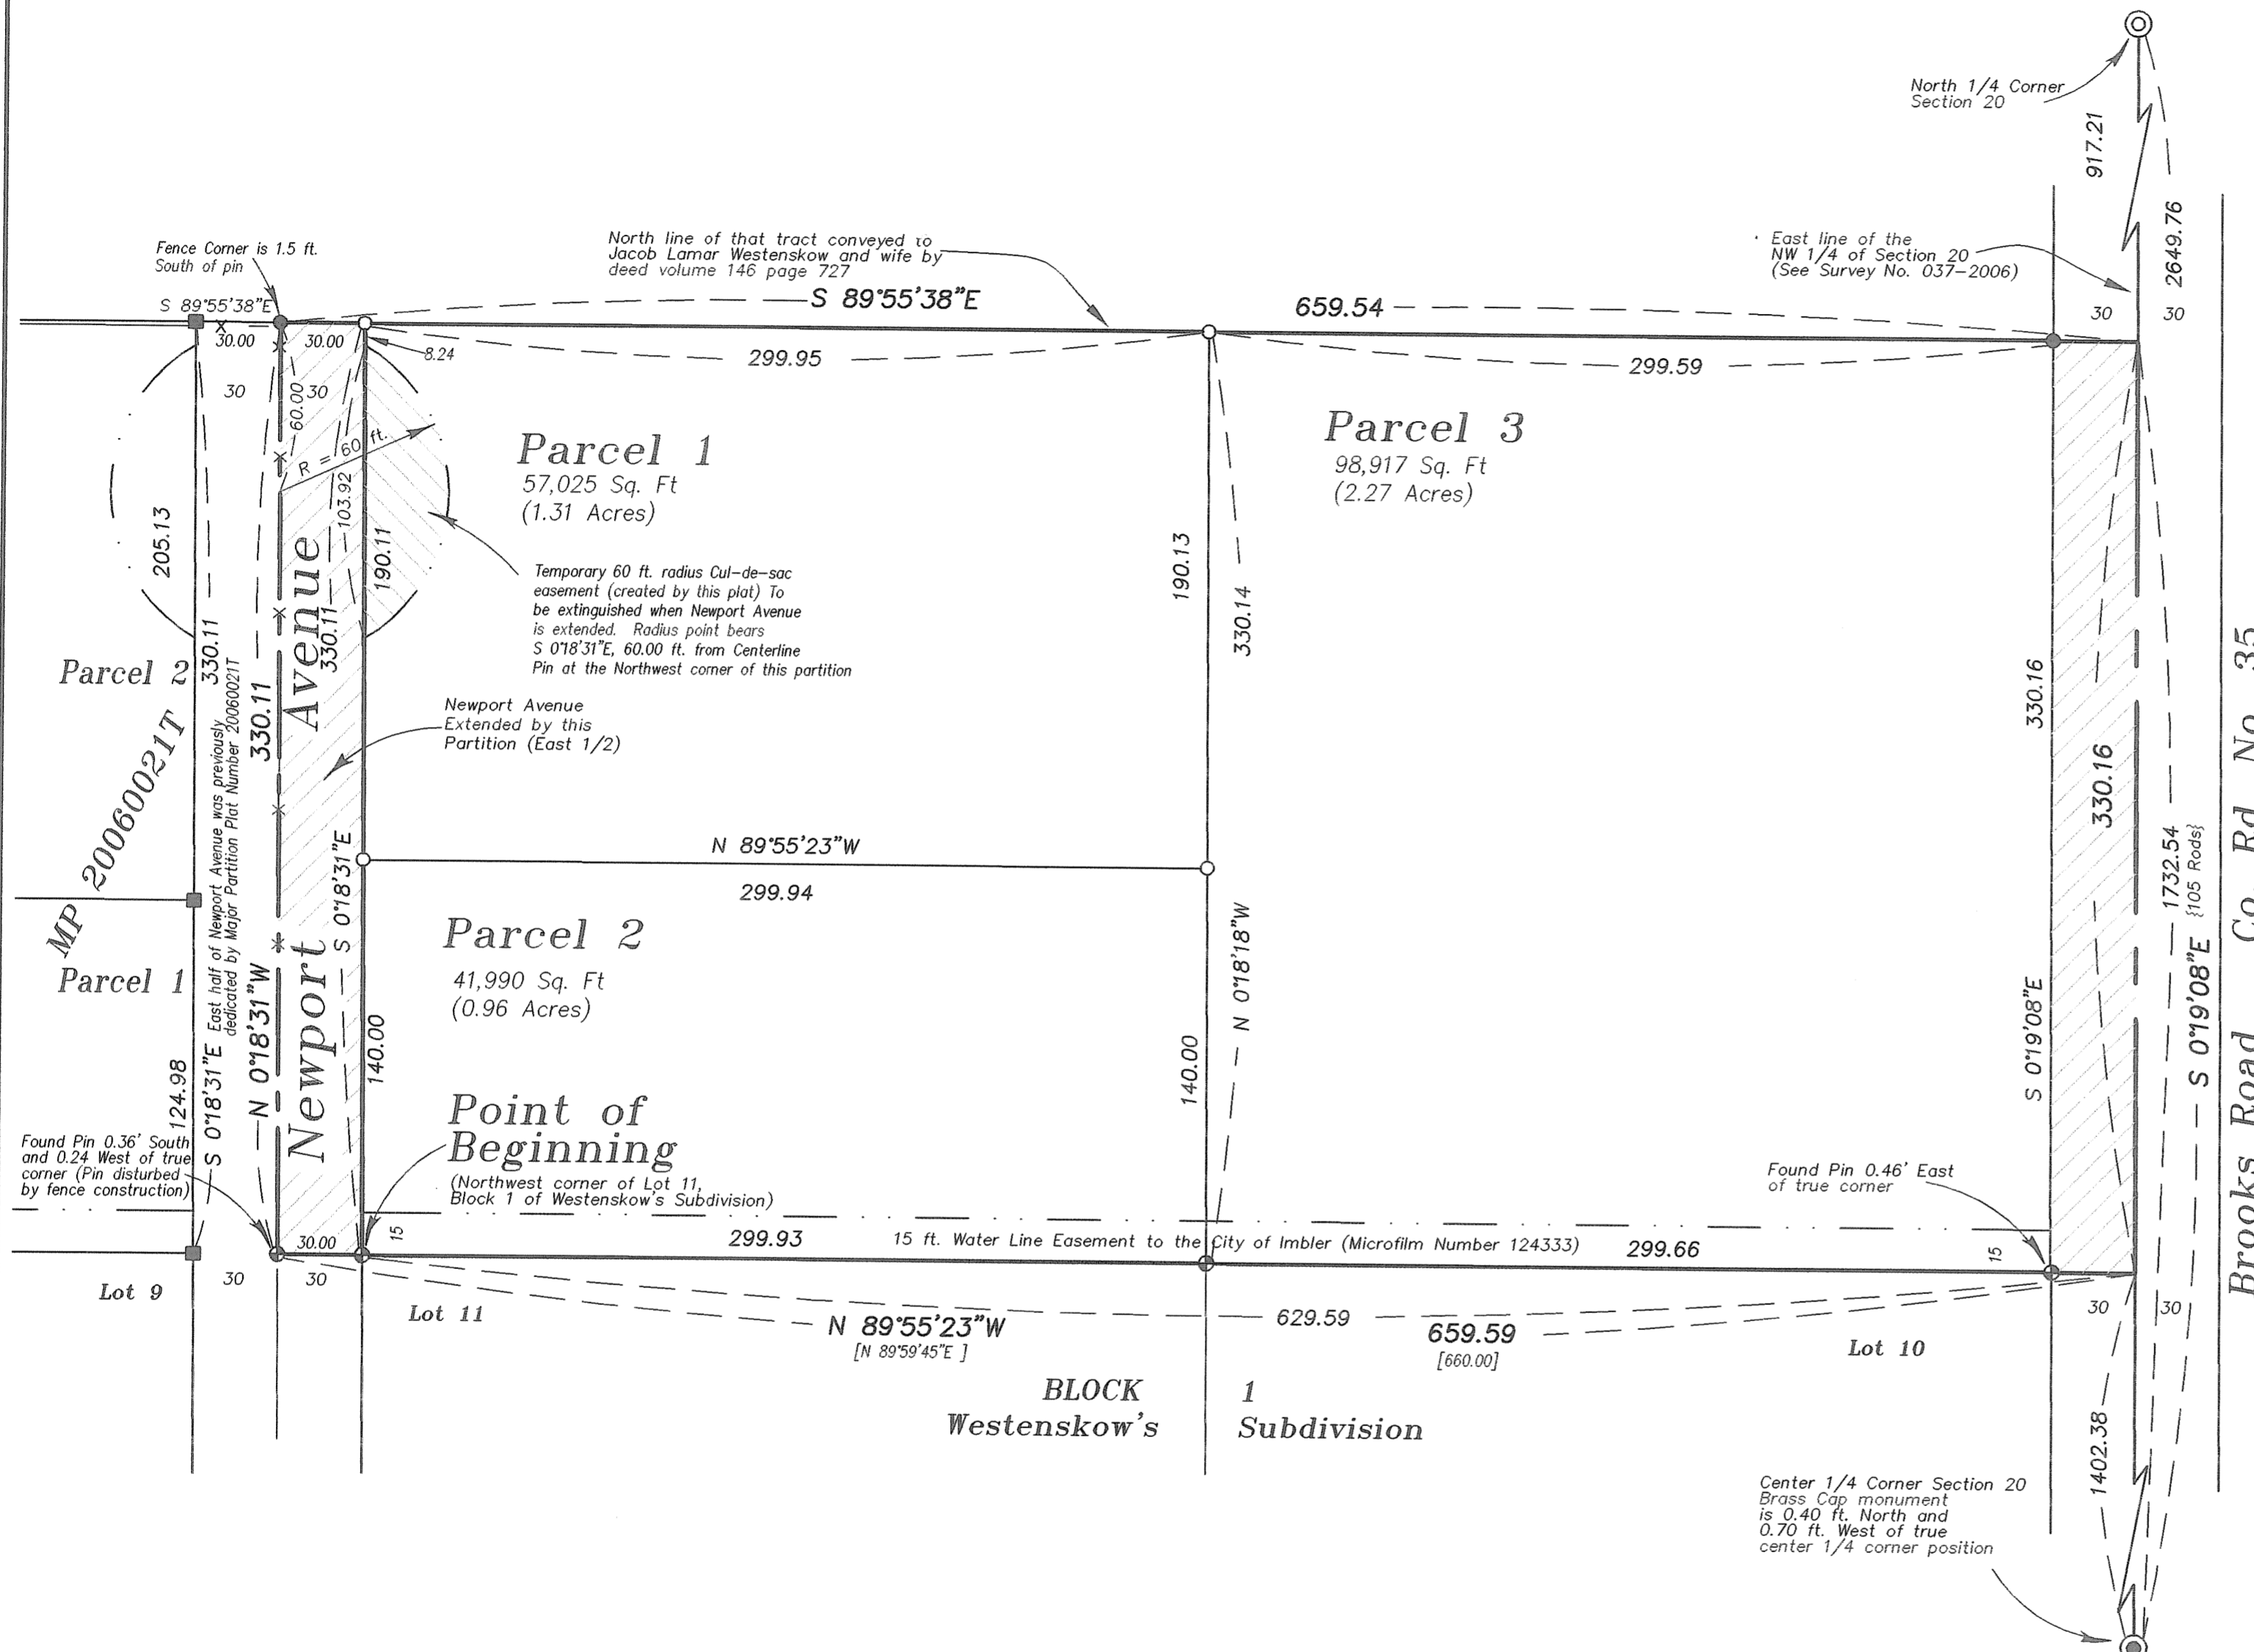 North 1/4 Corner
Section 20
917.21
2649.76
Fence Corner is 1.5 ft.
South of pin
North line of that tract conveyed to
Jacob Lamar Westenskow and wife by
deed volume 146 page 727
East line of the
NW 1/4 of Section 20
(See Survey No. 037-2006)
S 89°55'38"E
S 89°55'38"E
659.54
30
30
30.00
30.00
8.24
299.95
299.59
30
30
60.00
R = 60 ft.
103.92
Parcel 1
57,025 Sq. Ft
(1.31 Acres)
Parcel 3
98,917 Sq. Ft
(2.27 Acres)
205.13
190.11
190.13
330.14
Temporary 60 ft. radius Cul-de-sac
easement (created by this plat) To
be extinguished when Newport Avenue
is extended. Radius point bears
S 0°18'31"E, 60.00 ft. from Centerline
Pin at the Northwest corner of this partition
330.11
330.11
330.11
Parcel 2
MP 20060021T
Parcel 1
East half of Newport Avenue was previously
dedicated by Major Partition Plat Number 20060021T
Newport Avenue
Newport Avenue
Extended by this
Partition (East 1/2)
330.16
330.16
1732.54
{105 Rods}
S 0°19'08"E
Brooks Road Co. Rd. No. 35
N 89°55'23"W
299.94
S 0°18'31"E
Parcel 2
41,990 Sq. Ft
(0.96 Acres)
N 0°18'18"W
S 0°19'08"E
N 0°18'31"W
S 0°18'31"E
124.98
140.00
140.00
Point of
Beginning
(Northwest corner of Lot 11,
Block 1 of Westenskow's Subdivision)
Found Pin 0.36' South
and 0.24 West of true
corner (Pin disturbed
by fence construction)
Found Pin 0.46' East
of true corner
30.00
15
299.93
15 ft. Water Line Easement to the City of Imbler (Microfilm Number 124333)
299.66
15
Lot 9
30
30
Lot 11
629.59
N 89°55'23"W
[N 89°59'45"E ]
659.59
[660.00]
30
30
Lot 10
BLOCK 1
Westenskow's Subdivision
1402.38
Center 1/4 Corner Section 20
Brass Cap monument
is 0.40 ft. North and
0.70 ft. West of true
center 1/4 corner position